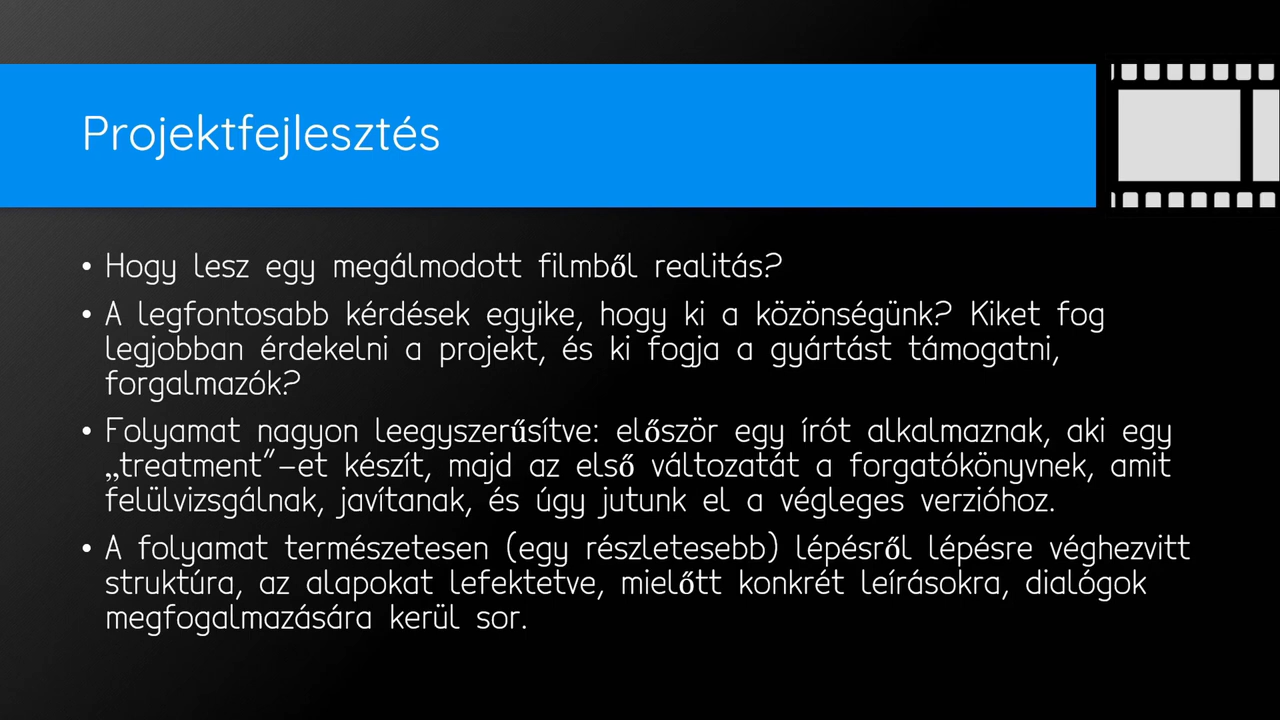 Projektfejlesztés
• Hogy lesz egy megálmodott filmből realitás?
• A legfontosabb kérdések egyike, hogy ki a közönségünk? Kiket fog
legjobban érdekelni a projekt, és ki fogja a gyártást támogatni,
forgalmazók?
• Folyamat nagyon leegyszerűsítve: először egy írót alkalmaznak, aki egy
„treatment”-et készít, majd az első változatát a forgatókönyvnek, amit
felülvizsgálnak, javítanak, és úgy jutunk el a végleges verzióhoz.
• A folyamat természetesen (egy részletesebb) lépésről lépésre véghezvitt
struktúra, az alapokat lefektetve, mielőtt konkrét leírásokra, dialógok
megfogalmazására kerül sor.